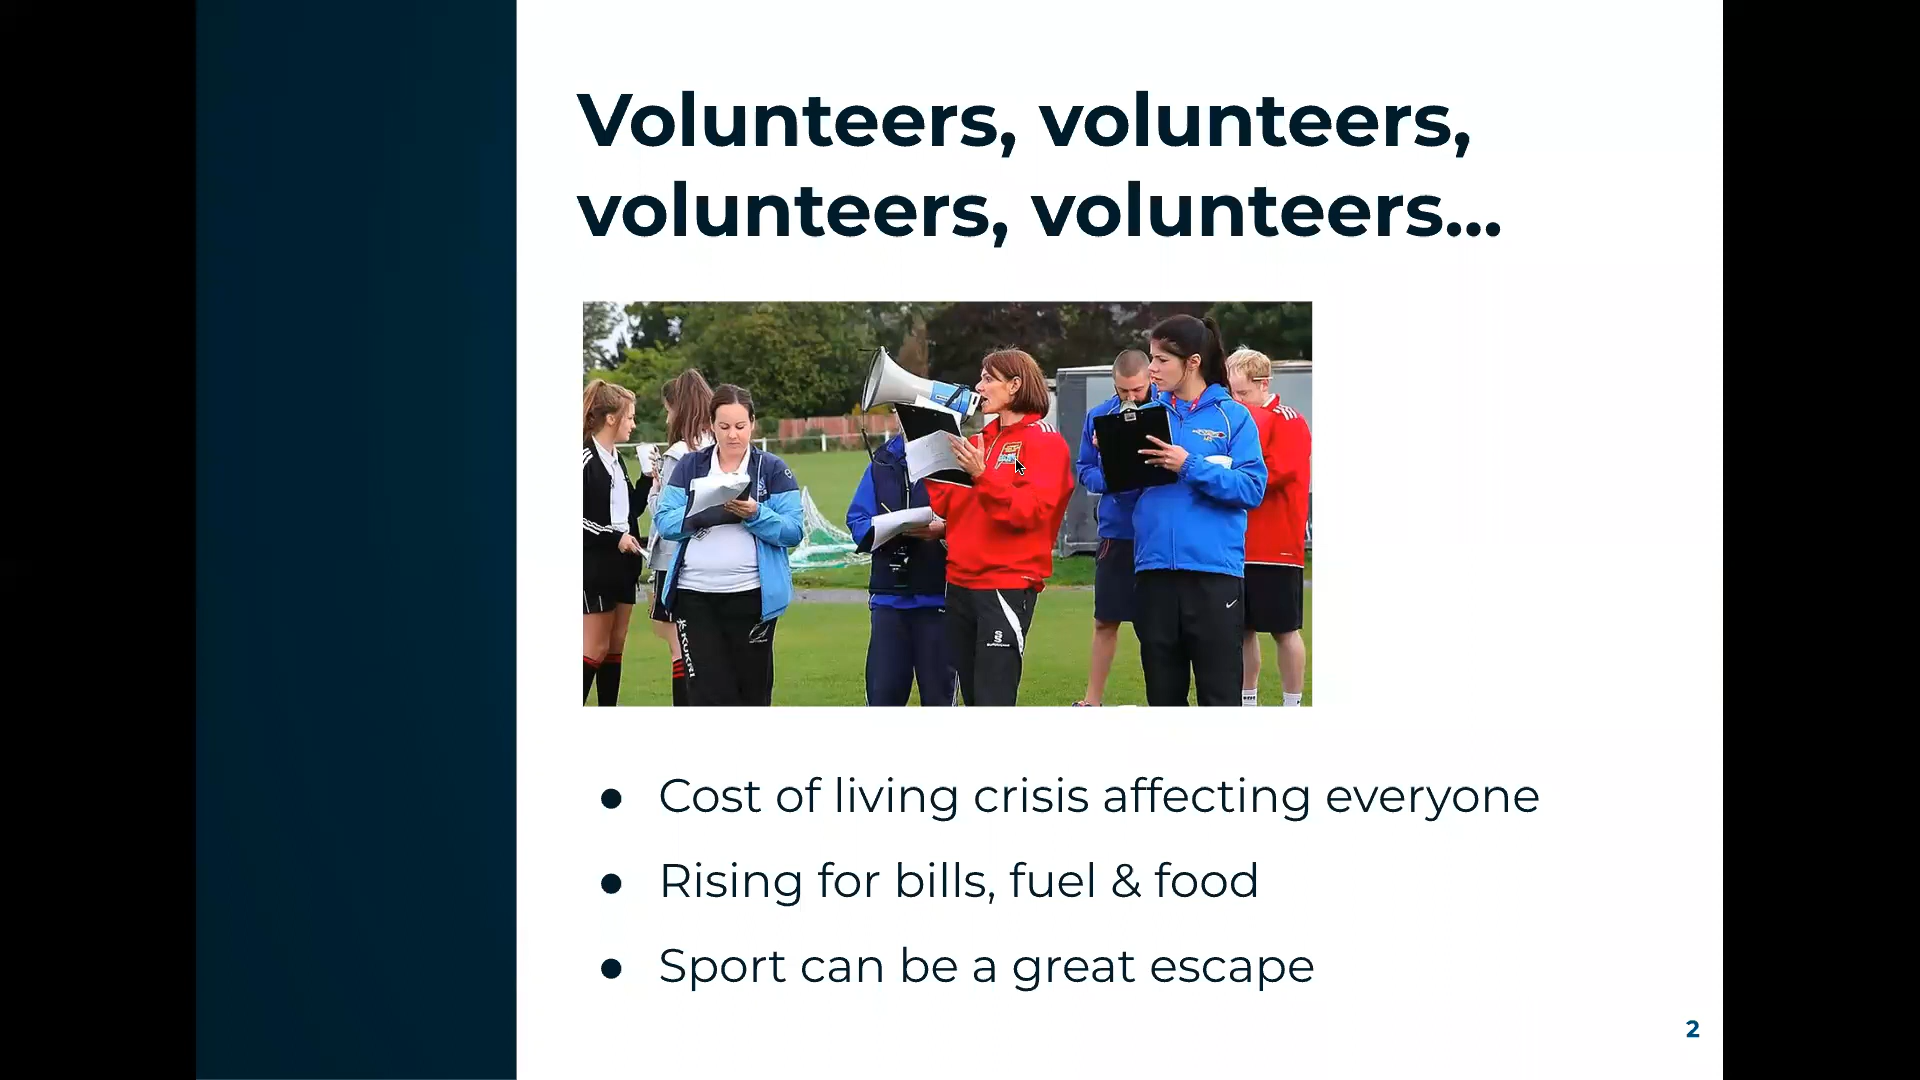 Volunteers, volunteers,
volunteers, volunteers...
KUKRI
● Cost of living crisis affecting everyone
● Rising for bills, fuel & food
● Sport can be a great escape
2